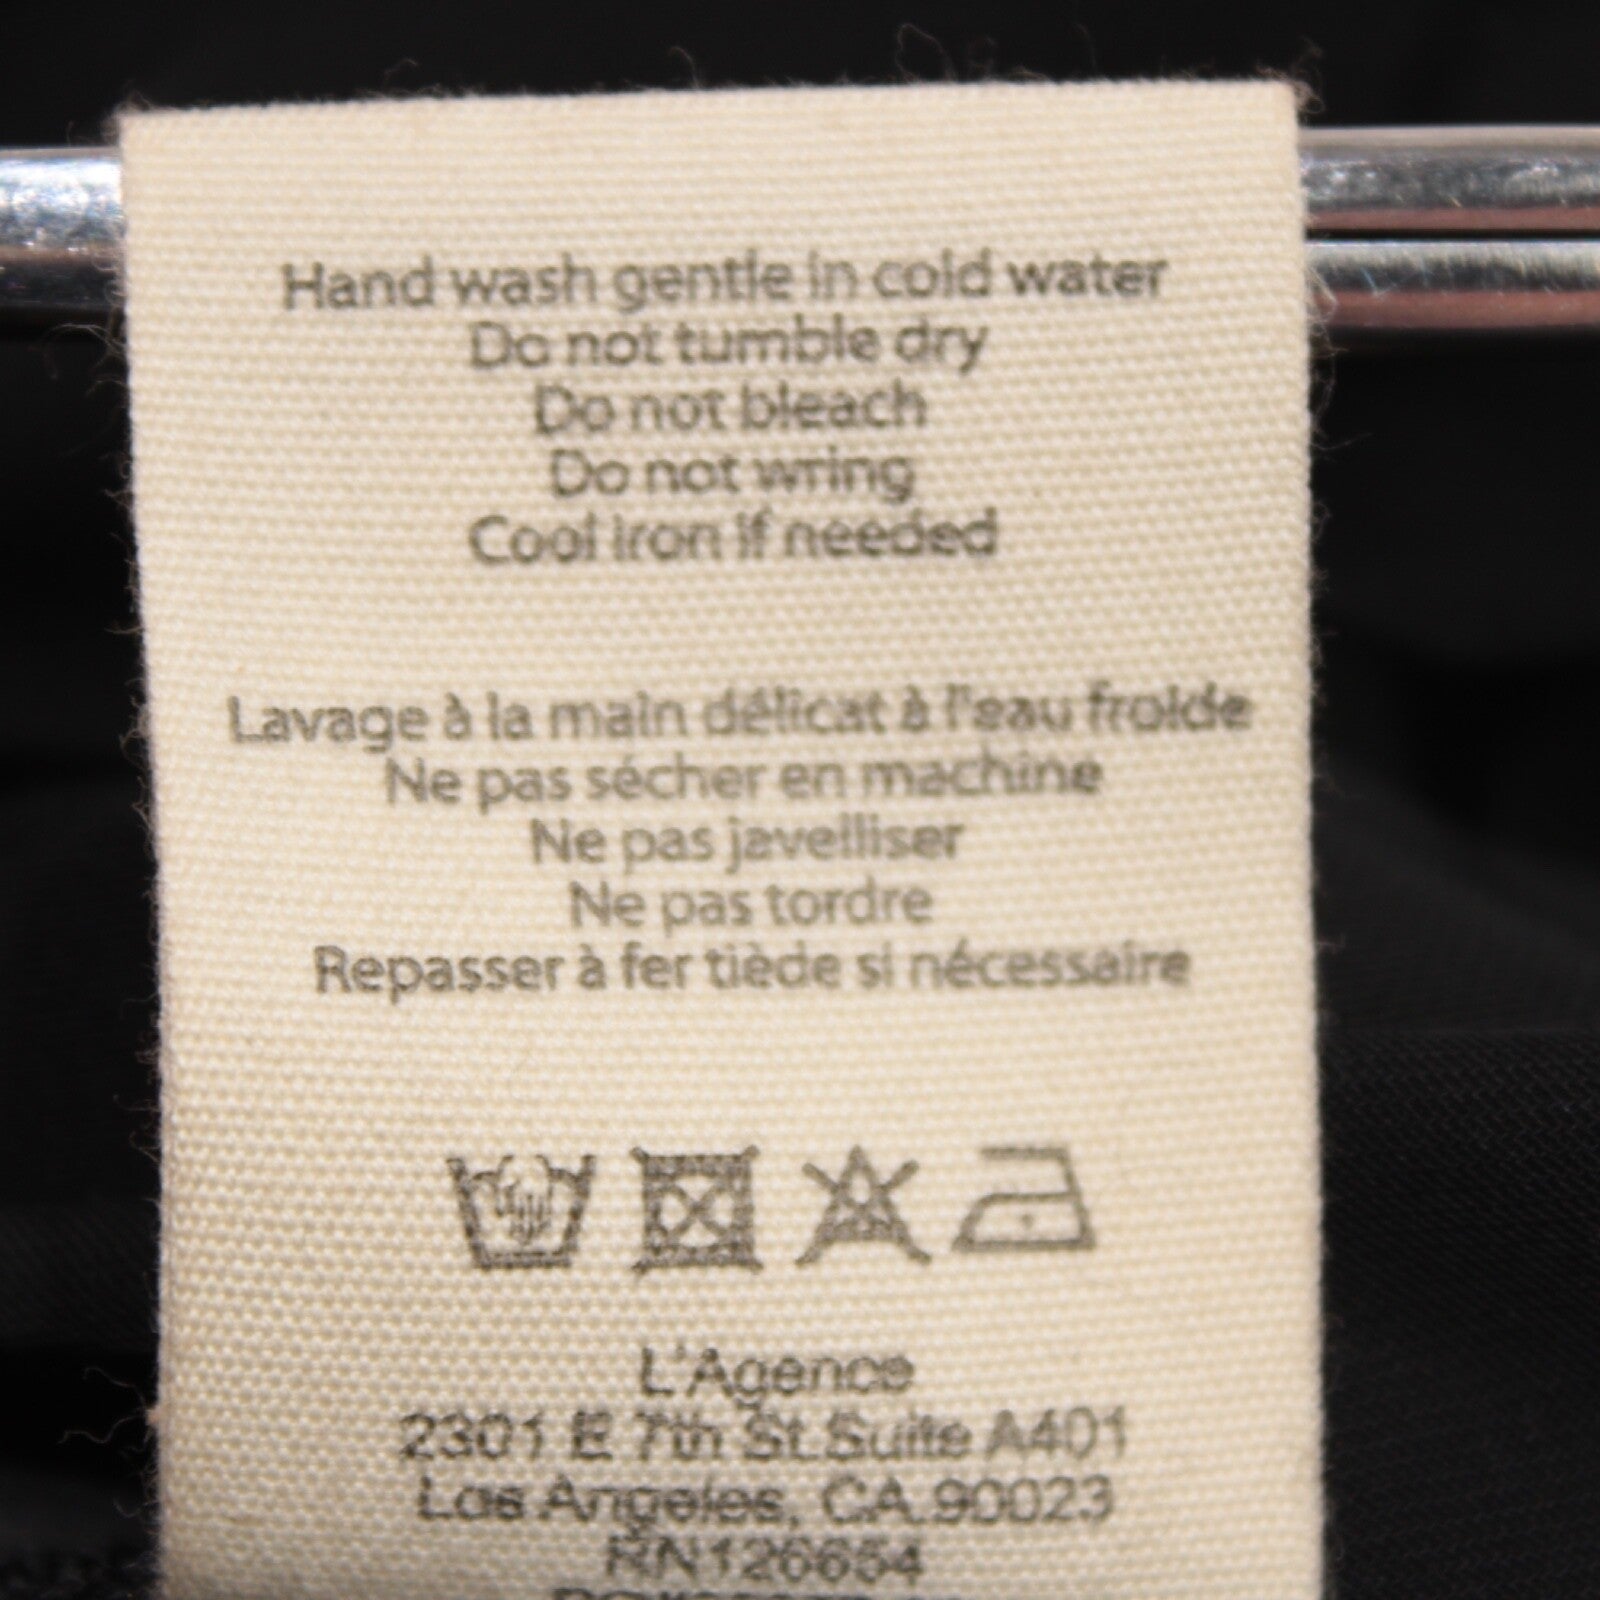 Hand wash gentle in cold water
Do not tumble dry
Do not bleach
Do not wring
Cool iron if needed
Lavage à la main délicat à l'eau froide
Ne pas sécher en machine
Ne pas javelliser
Ne pas tordre
Repasser à fer tiède si nécessaire
L'Agence
2301 E 7th St.Suite A401
Los Angeles, CA.90023
RN126654